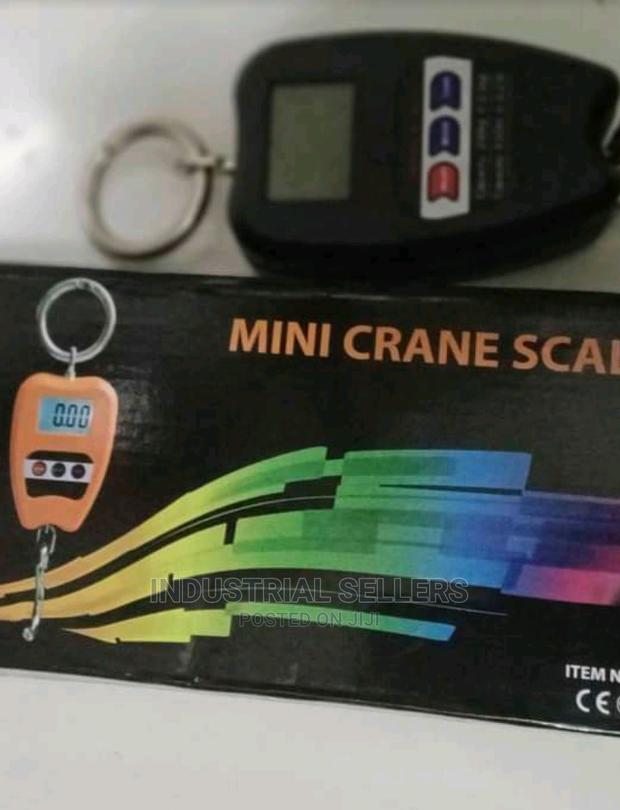 MINI CRANE SCAL
0.00
INDUSTRIAL SELLERS
POSTED ON JIJI
ITEM N
CE